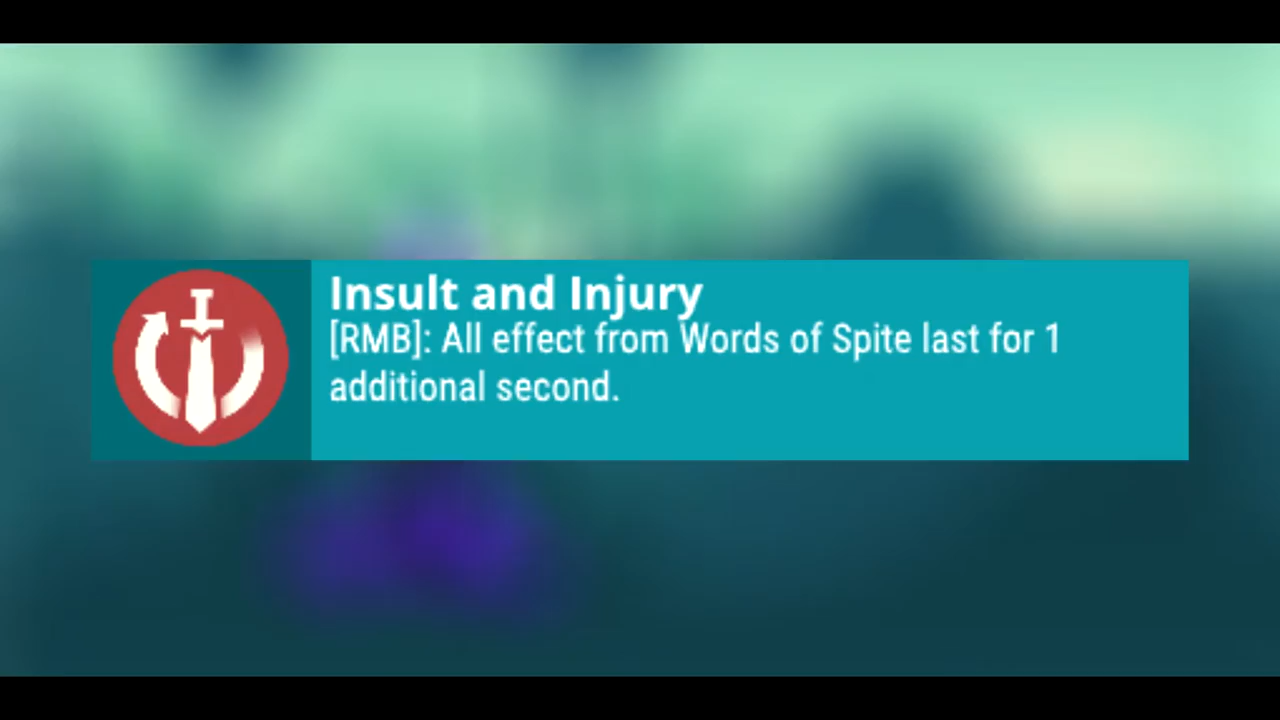 Insult and Injury
[RMB]: All effect from Words of Spite last for 1
additional second.